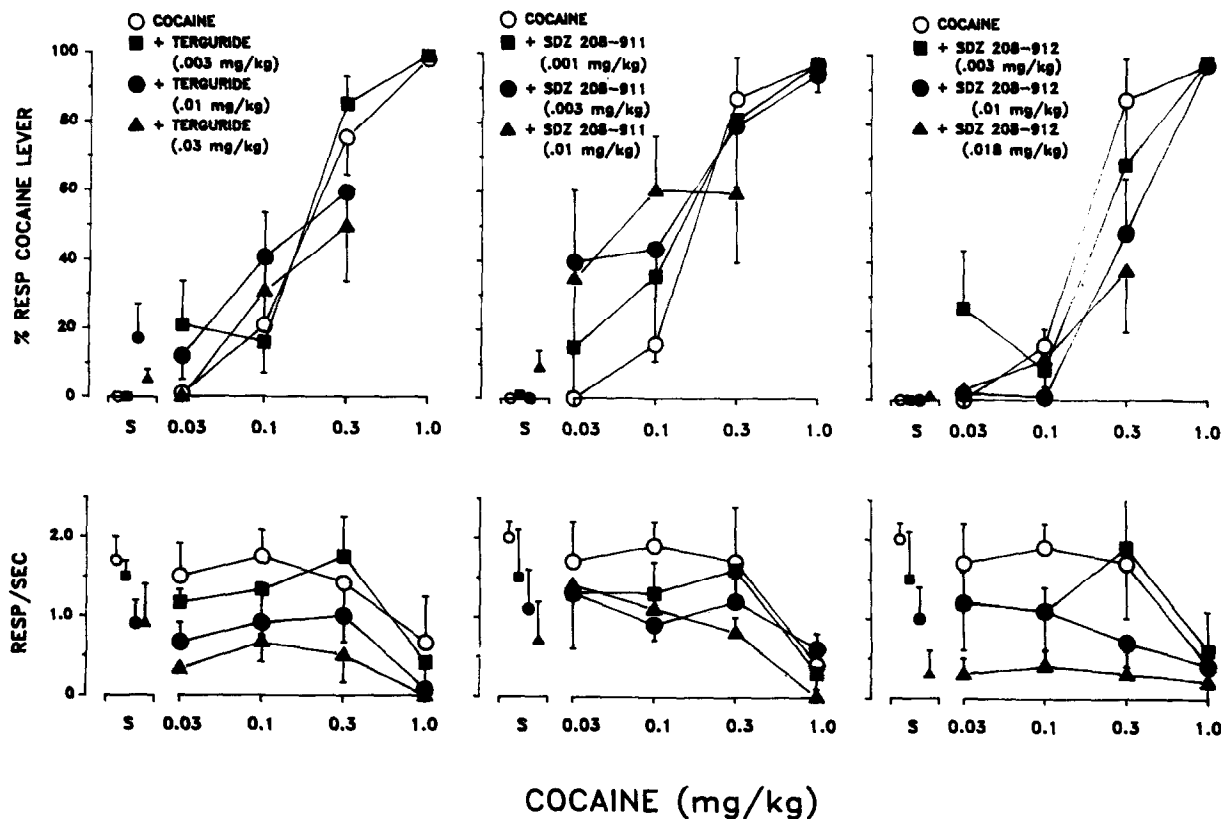 COCAINE
+ TERGURIDE
(.003 mg/kg)
+ TERGURIDE
(.01 mg/kg)
+ TERGURIDE
(.03 mg/kg)
COCAINE
+ SDZ 208-911
(.001 mg/kg)
+ SDZ 208-911
(.003 mg/kg)
+ SDZ 208-911
(.01 mg/kg)
COCAINE
+ SDZ 208-912
(.003 mg/kg)
+ SDZ 208-912
(.01 mg/kg)
+ SDZ 208-912
(.018 mg/kg)
% RESP COCAINE LEVER
100
80
60
40
20
0
S 0.03 0.1 0.3 1.0
S 0.03 0.1 0.3 1.0
S 0.03 0.1 0.3 1.0
RESP/SEC
2.0
1.0
0
S 0.03 0.1 0.3 1.0
S 0.03 0.1 0.3 1.0
S 0.03 0.1 0.3 1.0
COCAINE (mg/kg)